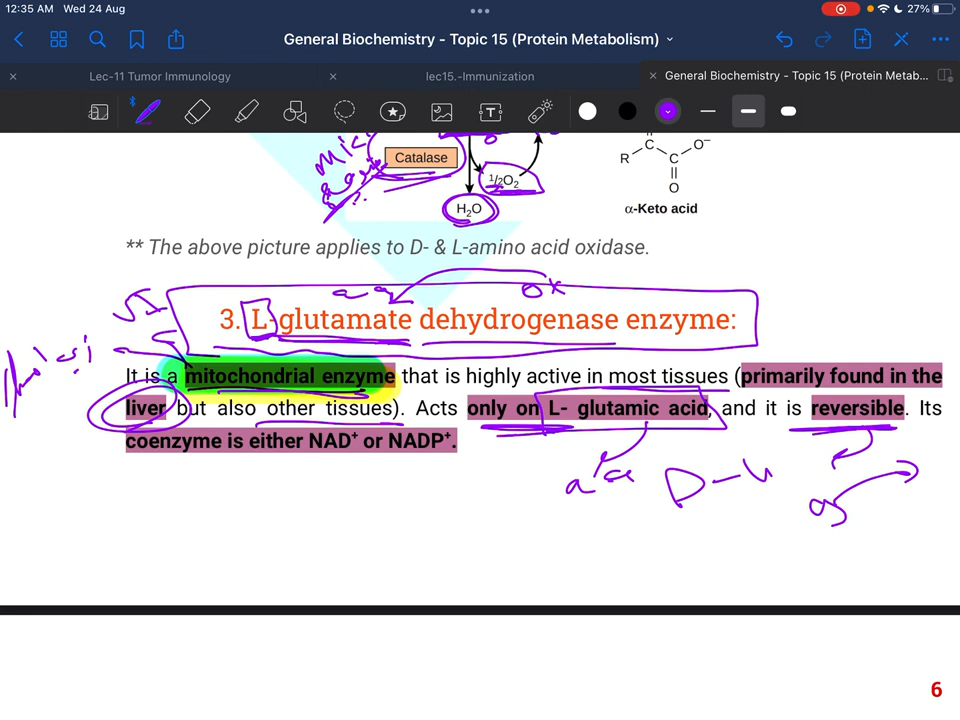 12:35 AM Wed 24 Aug
27%
General Biochemistry - Topic 15 (Protein Metabolism)
Lec-11 Tumor Immunology
lec15.-Immunization
General Biochemistry - Topic 15 (Protein Metab...
Catalase
½O₂
H₂O
R C C O⁻
O
α-Keto acid
** The above picture applies to D- & L-amino acid oxidase.
aa ox
3. L-glutamate dehydrogenase enzyme:
It is a mitochondrial enzyme that is highly active in most tissues (primarily found in the
liver but also other tissues). Acts only on L- glutamic acid, and it is reversible. Its
coenzyme is either NAD⁺ or NADP⁺.
6